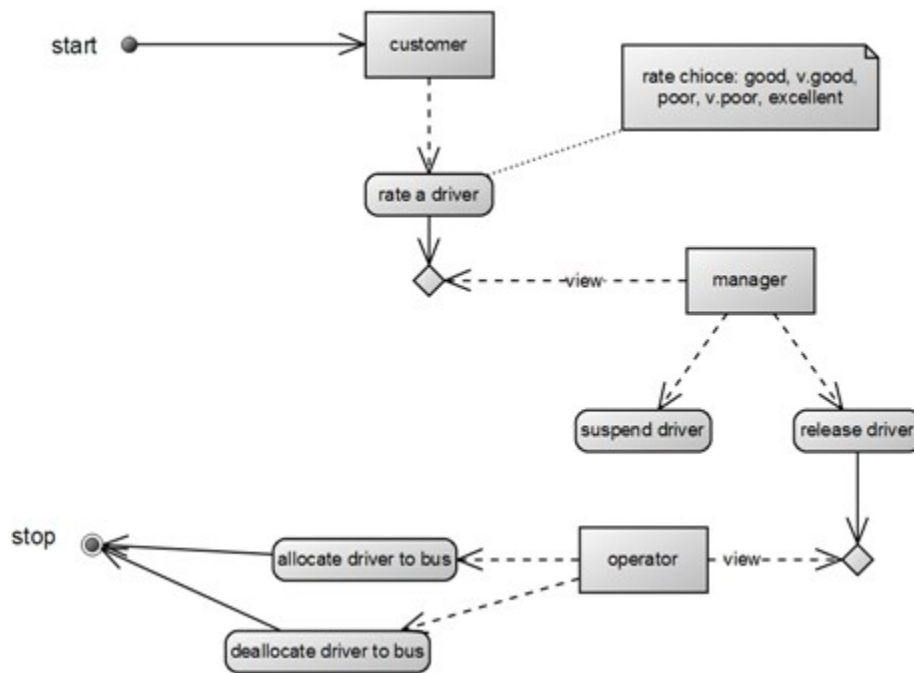 start
customer
rate chioce: good, v.good,
poor, v.poor, excellent
rate a driver
view
manager
suspend driver
release driver
stop
allocate driver to bus
operator
view
deallocate driver to bus